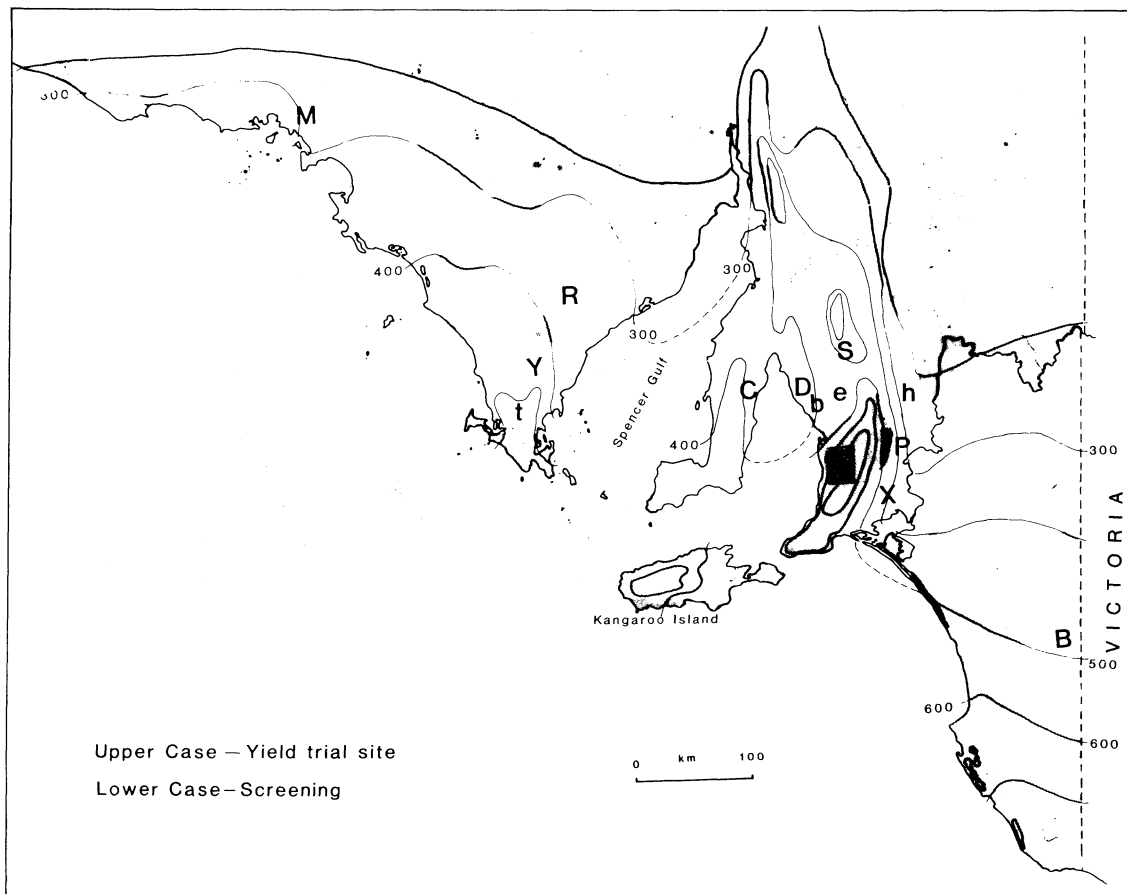 300
M
400
R
300
300
Y
t
Spencer Gulf
C
400
S
D
b
e
h
P
X
300
VICTORIA
Kangaroo Island
B
500
600
600
Upper Case – Yield trial site
Lower Case – Screening
0 km 100